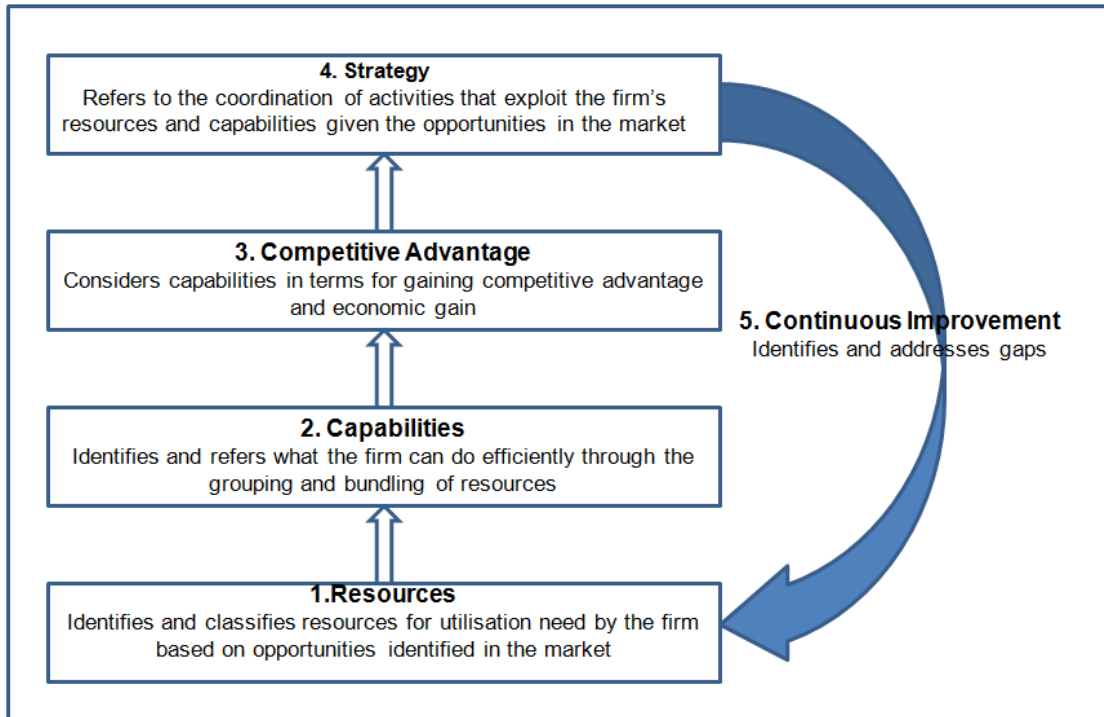 4. Strategy
Refers to the coordination of activities that exploit the firm's
resources and capabilities given the opportunities in the market
3. Competitive Advantage
Considers capabilities in terms for gaining competitive advantage
and economic gain
5. Continuous Improvement
Identifies and addresses gaps
2. Capabilities
Identifies and refers what the firm can do efficiently through the
grouping and bundling of resources
1.Resources
Identifies and classifies resources for utilisation need by the firm
based on opportunities identified in the market